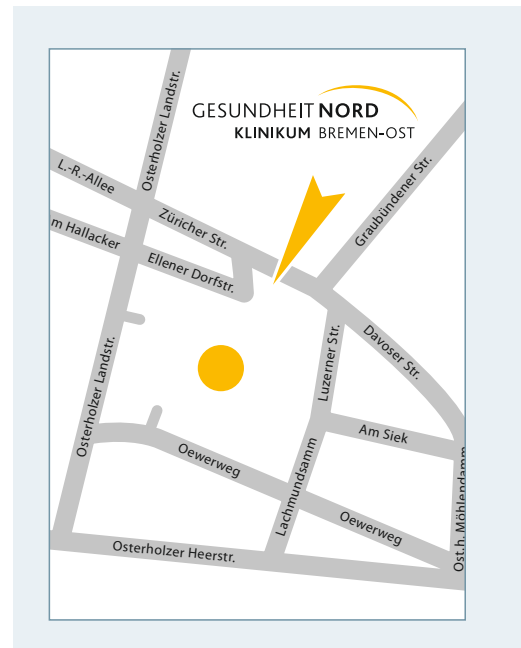 Osterholzer Landstr.
GESUNDHEIT NORD
KLINIKUM BREMEN-OST
L.-R.-Allee
Züricher Str.
Graubündener Str.
m Hallacker
Ellener Dorfstr.
Osterholzer Landstr.
Luzerner Str.
Davoser Str.
Am Siek
Oewerweg
Lachmundsamm
Oewerweg
Ost.h. Möhlendamm
Osterholzer Heerstr.